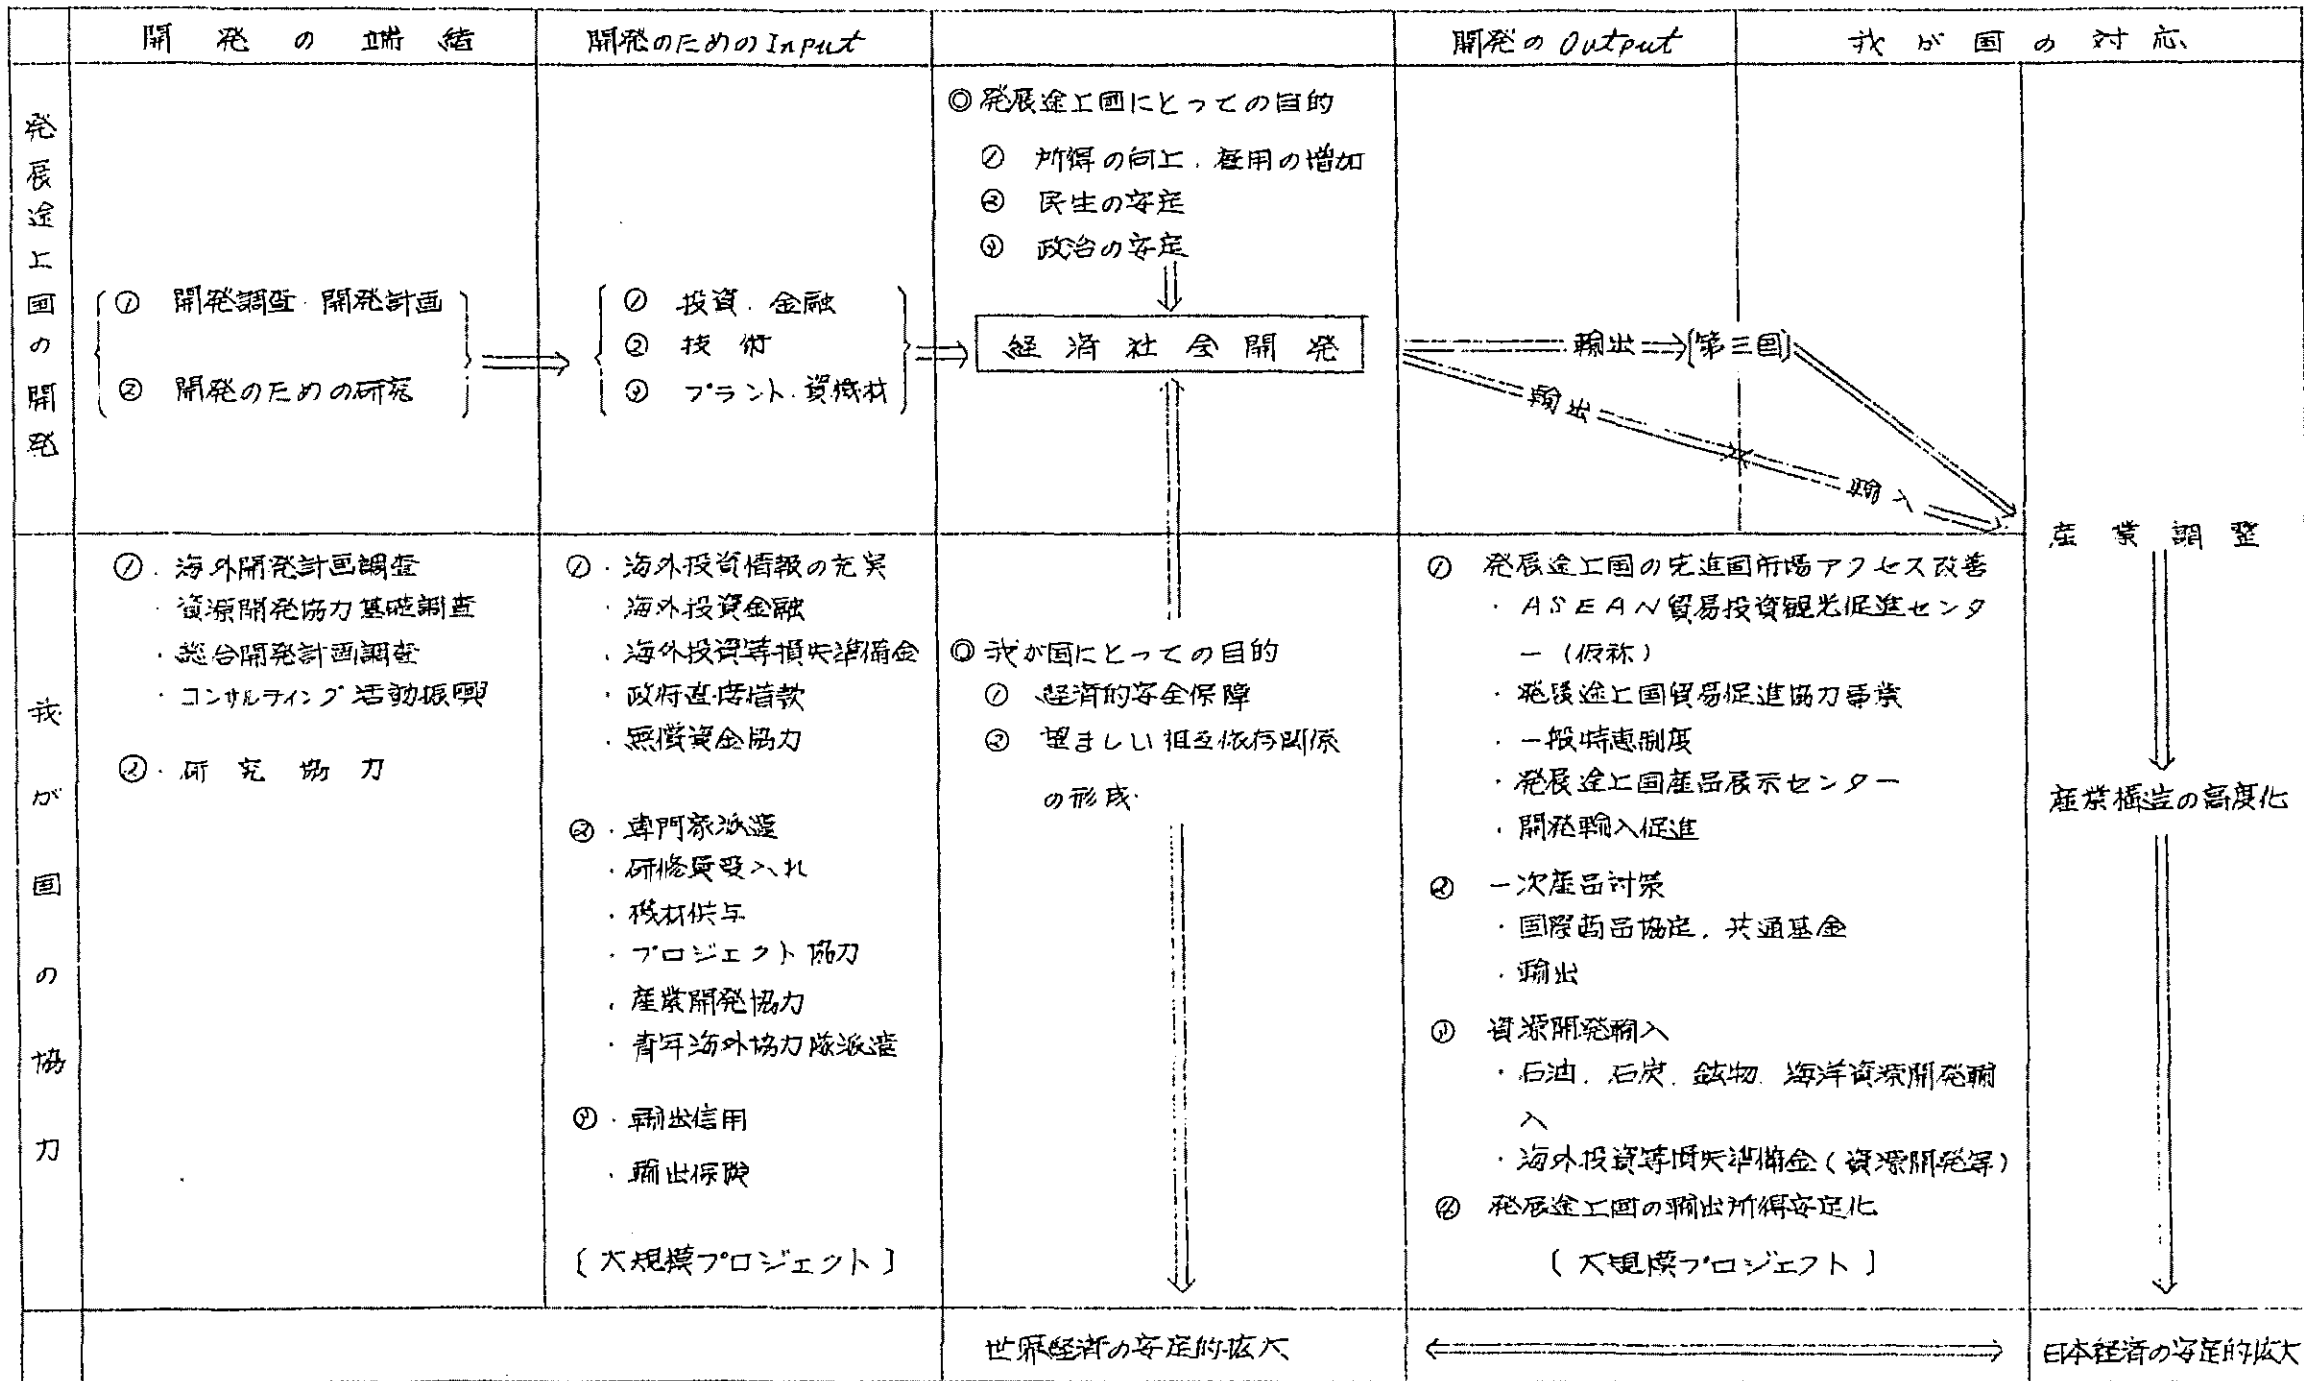 開発の端緒
開発のためのInput
開発のOutput
我が国の対応
発展途上国の開発
① 開発調査・開発計画
② 開発のための研究
① 投資・金融
② 技術
③ プラント・資機材
◎発展途上国にとっての目的
① 所得の向上、雇用の増加
② 民生の安定
③ 政治の安定
経済社会開発
輸出
[第三国]
輸出
輸入
産業調整
我が国の協力
①・海外開発計画調査
・資源開発協力基礎調査
・総合開発計画調査
・コンサルティング活動振興
②・研究協力
①・海外投資情報の充実
・海外投資金融
・海外投資等損失準備金
・政府直接借款
・無償資金協力
②・専門家派遣
・研修員受入れ
・機材供与
・プロジェクト協力
・産業開発協力
・青年海外協力隊派遣
③・輸出信用
・輸出保険
[大規模プロジェクト]
◎我が国にとっての目的
① 経済的安全保障
② 望ましい相互依存関係
の形成
① 発展途上国の先進国市場アクセス改善
・ASEAN貿易投資観光促進センタ
ー(仮称)
・発展途上国貿易促進協力事業
・一般特恵制度
・発展途上国産品展示センター
・開発輸入促進
② 一次産品対策
・国際商品協定、共通基金
・輸出
③ 資源開発輸入
・石油、石炭、鉱物、海洋資源開発輸
入
・海外投資等損失準備金(資源開発等)
④ 発展途上国の輸出所得安定化
[大規模プロジェクト]
産業構造の高度化
世界経済の安定的拡大
日本経済の安定的拡大